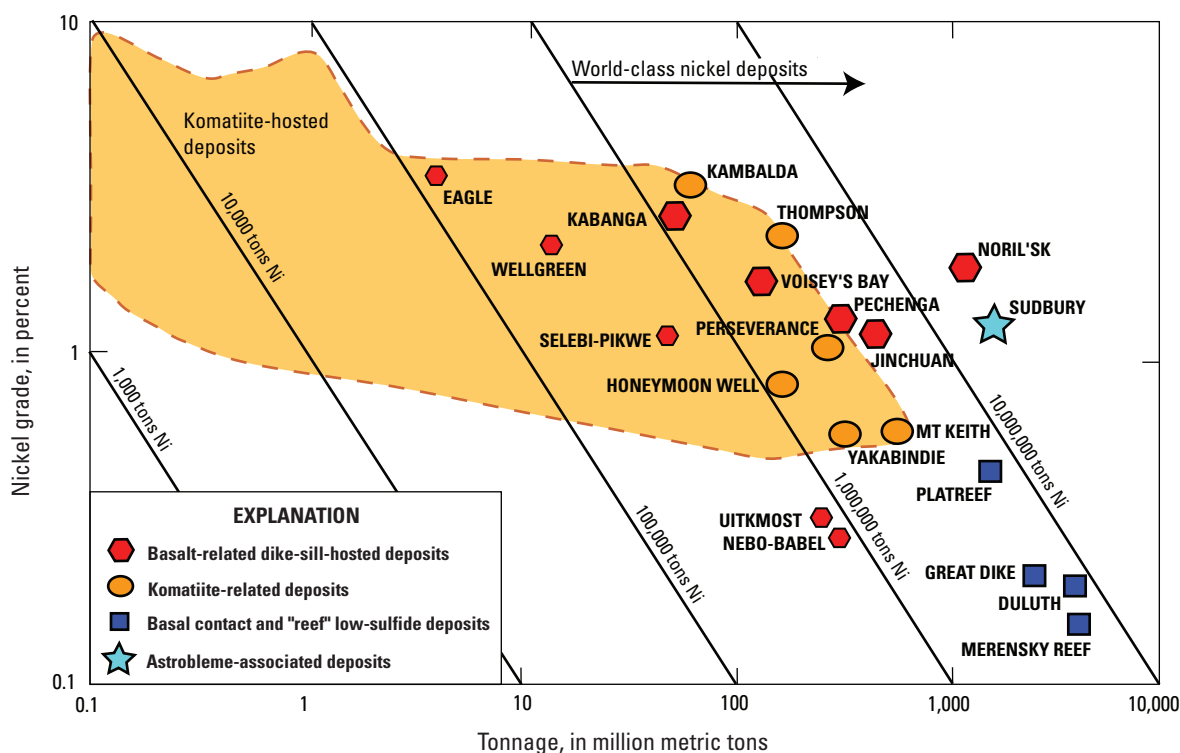 10
World-class nickel deposits
Komatiite-hosted
deposits
KAMBALDA
EAGLE
KABANGA
THOMPSON
WELLGREEN
NORIL'SK
VOISEY'S BAY
PECHENGA
SUDBURY
PERSEVERANCE
SELEBI-PIKWE
JINCHUAN
1
HONEYMOON WELL
MT KEITH
YAKABINDIE
PLATREEF
UITKMOST
NEBO-BABEL
GREAT DIKE
DULUTH
MERENSKY REEF
1,000 tons Ni
10,000 tons Ni
100,000 tons Ni
1,000,000 tons Ni
10,000,000 tons Ni
EXPLANATION
Basalt-related dike-sill-hosted deposits
Komatiite-related deposits
Basal contact and "reef" low-sulfide deposits
Astrobleme-associated deposits
Nickel grade, in percent
0.1
0.1
1
10
100
1,000
10,000
Tonnage, in million metric tons